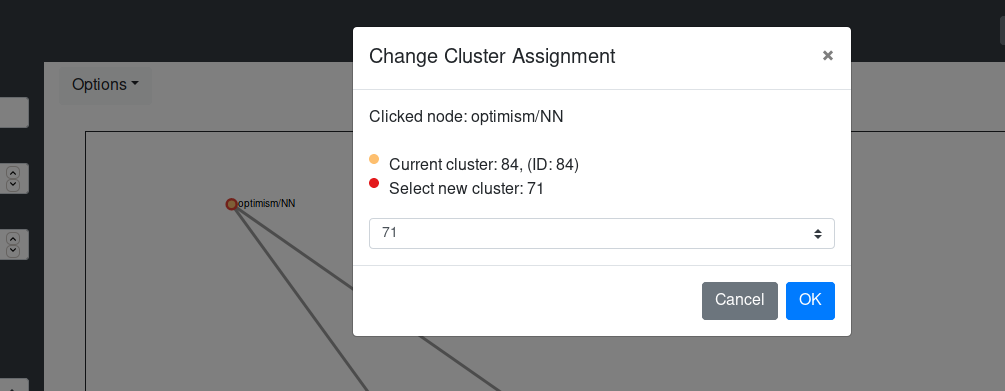 Change Cluster Assignment
×
Options
Clicked node: optimism/NN
Current cluster: 84, (ID: 84)
Select new cluster: 71
optimism/NN
71
Cancel
OK